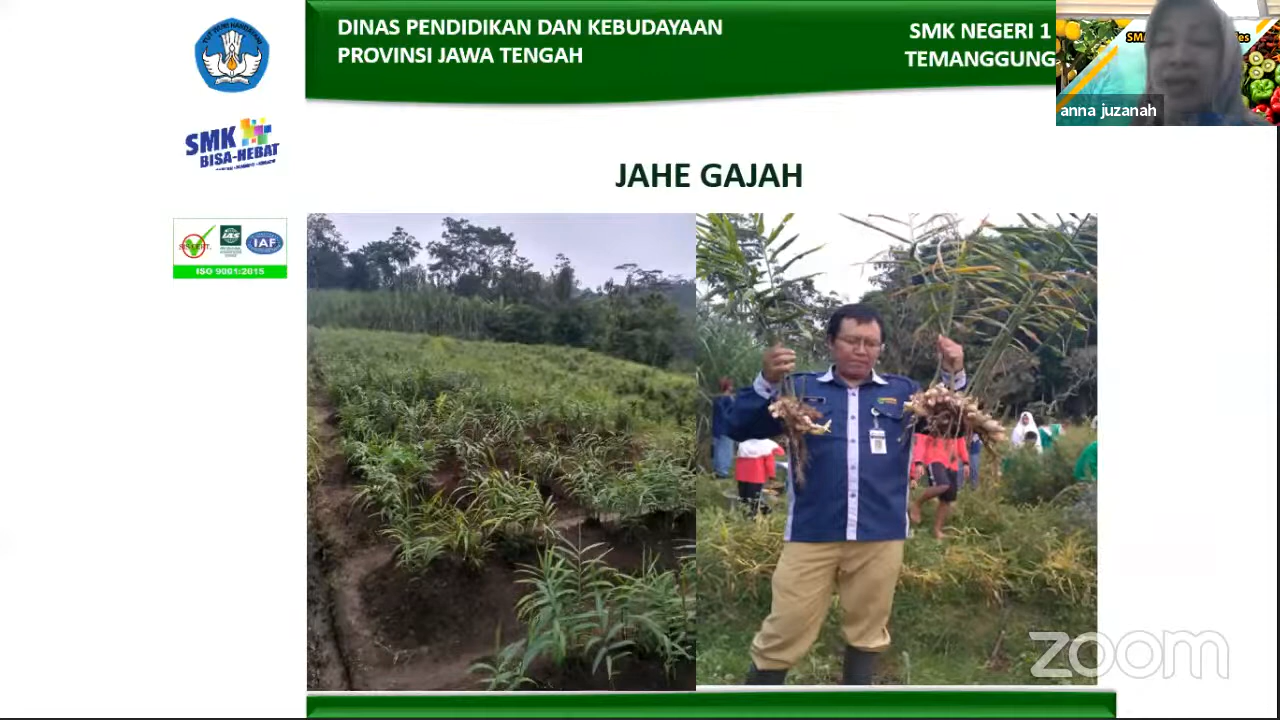 DINAS PENDIDIKAN DAN KEBUDAYAAN
PROVINSI JAWA TENGAH
SMK NEGERI 1
TEMANGGUNG
anna juzanah
SMK
BISA-HEBAT
JAHE GAJAH
IAS
IAF
ISO 9001:2015
zoom